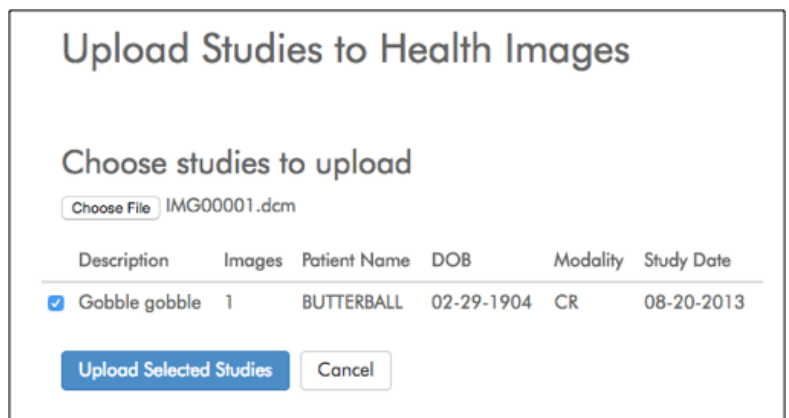 Upload Studies to Health Images
Choose studies to upload
Choose File IMG00001.dcm
Description Images Patient Name DOB Modality Study Date
Gobble gobble 1 BUTTERBALL 02-29-1904 CR 08-20-2013
Upload Selected Studies Cancel